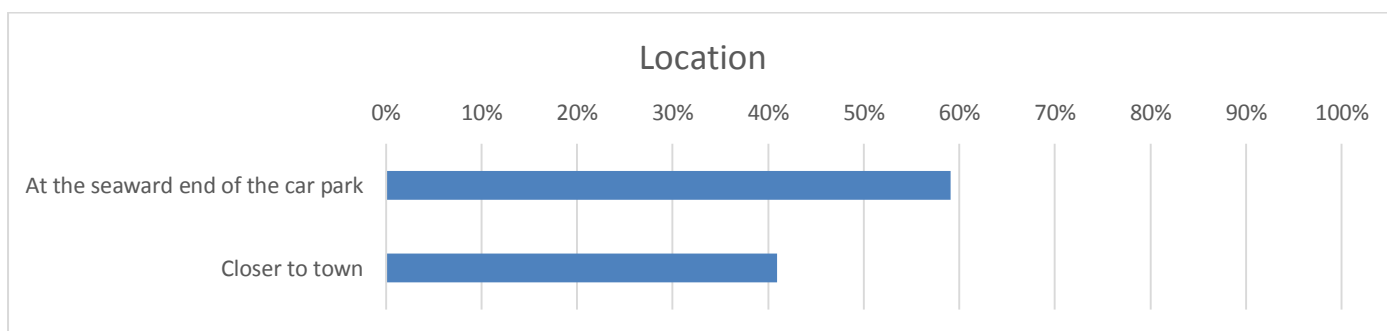 Location
0% 10% 20% 30% 40% 50% 60% 70% 80% 90% 100%
At the seaward end of the car park
Closer to town